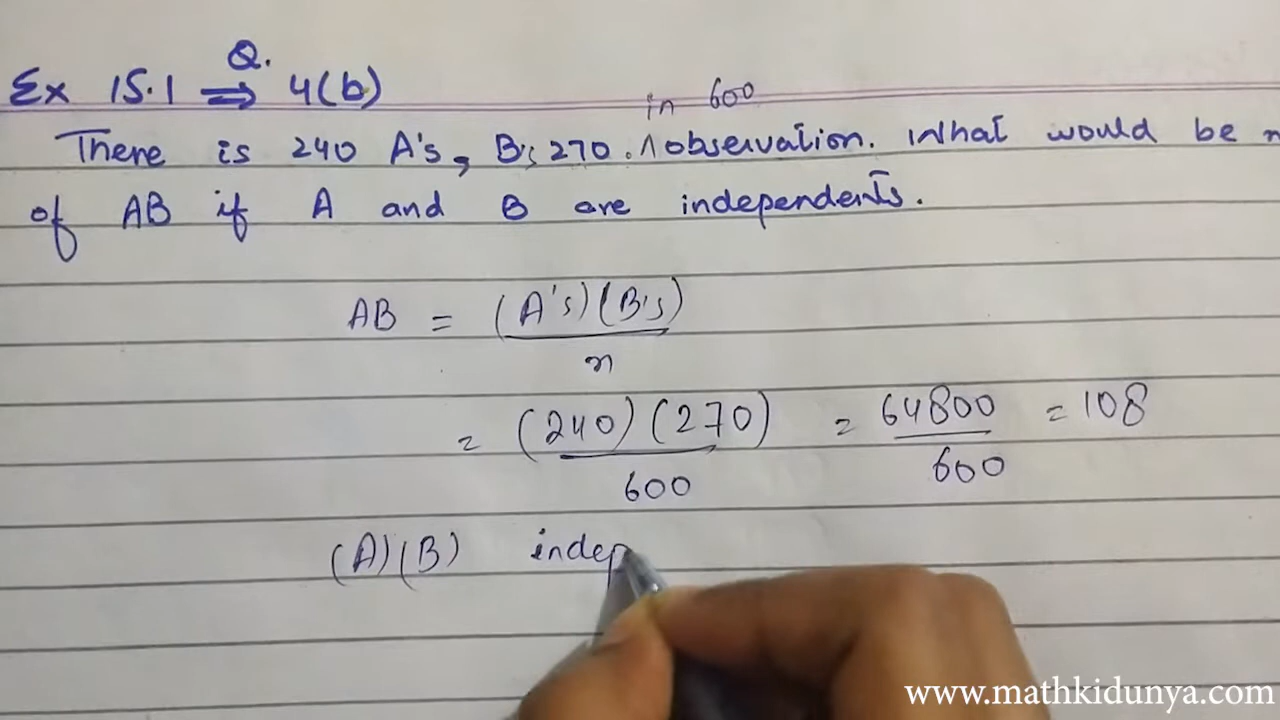 Q.
Ex 15.1 ⇒ 4(b)
in 600
There is 240 A's, B's 270. ∧ observation. What would be
of AB if A and B are independents.
AB = (A's)(B's)
n
= (240)(270) = 64800 = 108
600 600
(A)(B) indep
www.mathkidunya.com